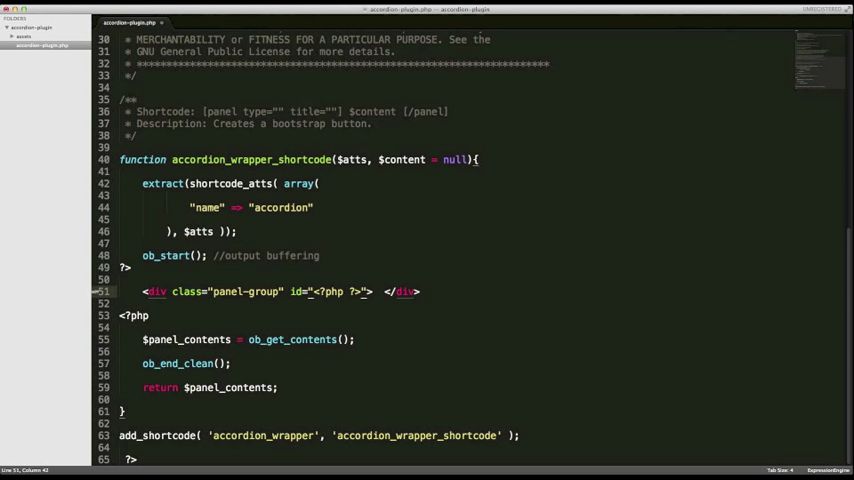 accordion-plugin.php — accordion-plugin
UNREGISTERED
FOLDERS
accordion-plugin
assets
accordion-plugin.php
accordion-plugin.php
30 * MERCHANTABILITY or FITNESS FOR A PARTICULAR PURPOSE. See the
31 * GNU General Public License for more details.
32 * **********************************************************************
33 */
34
35 /**
36 * Shortcode: [panel type="" title=""] $content [/panel]
37 * Description: Creates a bootstrap button.
38 */
39
40 function accordion_wrapper_shortcode($atts, $content = null){
41
42 extract(shortcode_atts( array(
43
44 "name" => "accordion"
45
46 ), $atts ));
47
48 ob_start(); //output buffering
49 ?>
50
51 <div class="panel-group" id="<?php ?>"> </div>
52
53 <?php
54
55 $panel_contents = ob_get_contents();
56
57 ob_end_clean();
58
59 return $panel_contents;
60
61 }
62
63 add_shortcode( 'accordion_wrapper', 'accordion_wrapper_shortcode' );
64
65 ?>
Line 51, Column 42
Tab Size: 4
ExpressionEngine